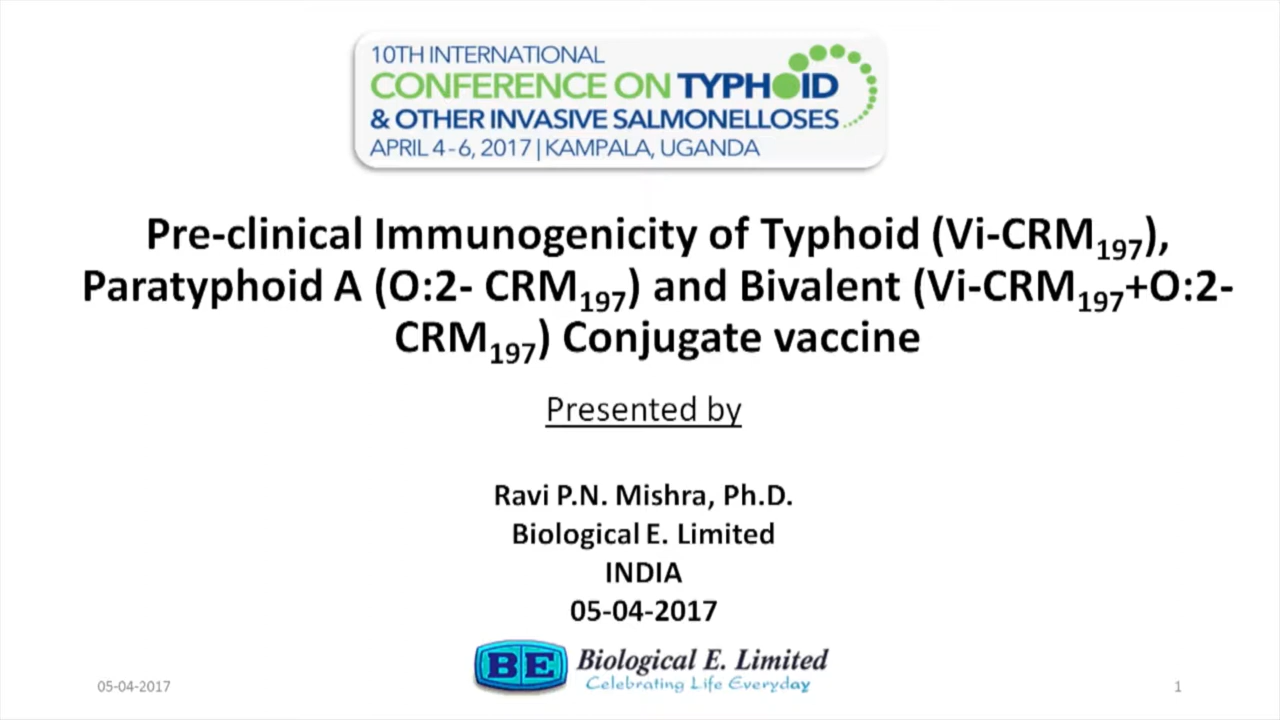 10TH INTERNATIONAL
CONFERENCE ON TYPHOID
& OTHER INVASIVE SALMONELLOSES
APRIL 4-6, 2017 | KAMPALA, UGANDA
Pre-clinical Immunogenicity of Typhoid (Vi-CRM197),
Paratyphoid A (O:2- CRM197) and Bivalent (Vi-CRM197+O:2-
CRM197) Conjugate vaccine
Presented by
Ravi P.N. Mishra, Ph.D.
Biological E. Limited
INDIA
05-04-2017
BE Biological E. Limited
Celebrating Life Everyday
05-04-2017
1